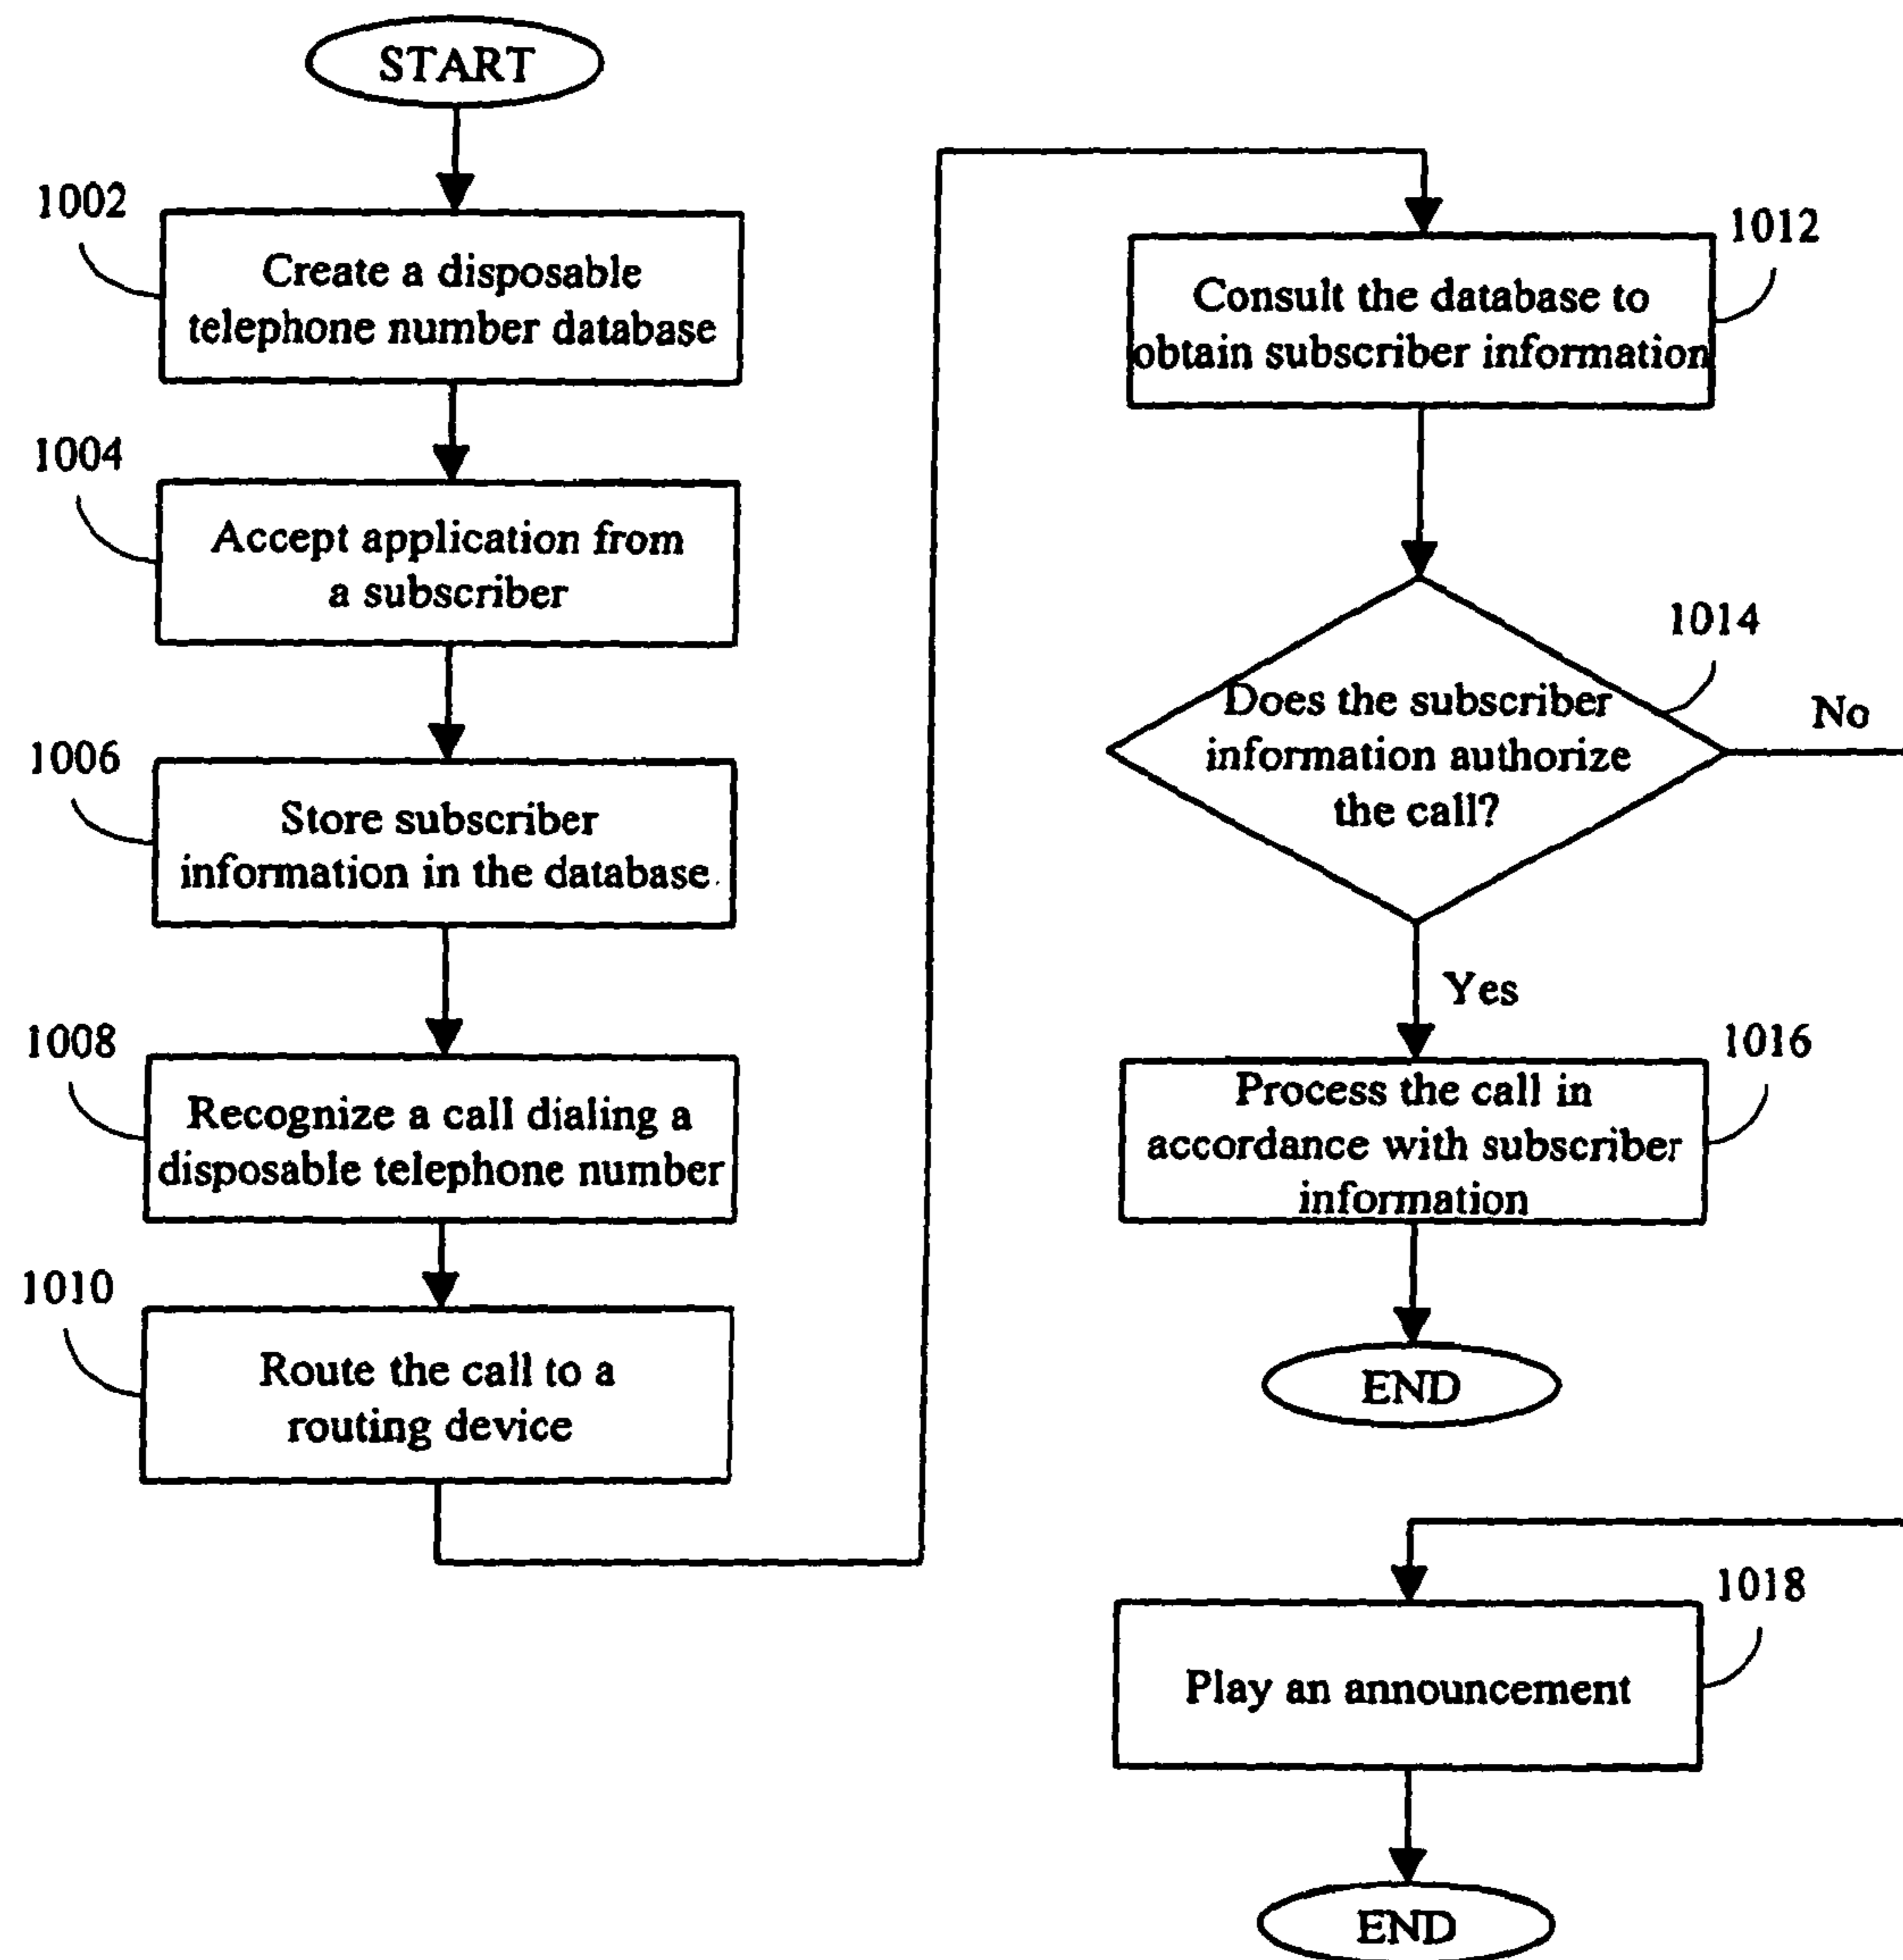 START
1002
Create a disposable
telephone number database
1004
Accept application from
a subscriber
1006
Store subscriber
information in the database
1008
Recognize a call dialing a
disposable telephone number
1010
Route the call to a
routing device
1012
Consult the database to
obtain subscriber information
1014
Does the subscriber
information authorize
the call?
No
Yes
1016
Process the call in
accordance with subscriber
information
END
1018
Play an announcement
END